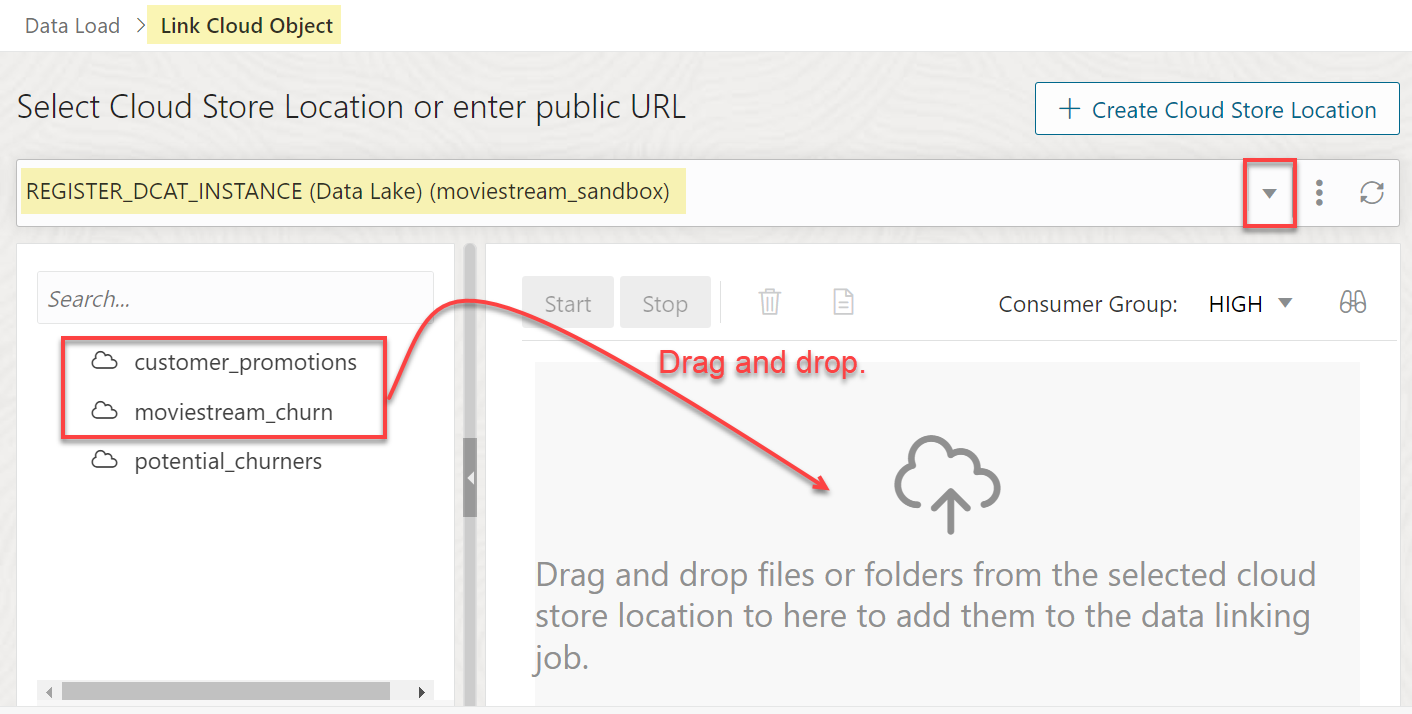 Data Load > Link Cloud Object
Select Cloud Store Location or enter public URL
+ Create Cloud Store Location
REGISTER_DCAT_INSTANCE (Data Lake) (moviestream_sandbox)
Search...
customer_promotions
moviestream_churn
potential_churners
Start Stop Consumer Group: HIGH
Drag and drop.
Drag and drop files or folders from the selected cloud
store location to here to add them to the data linking
job.